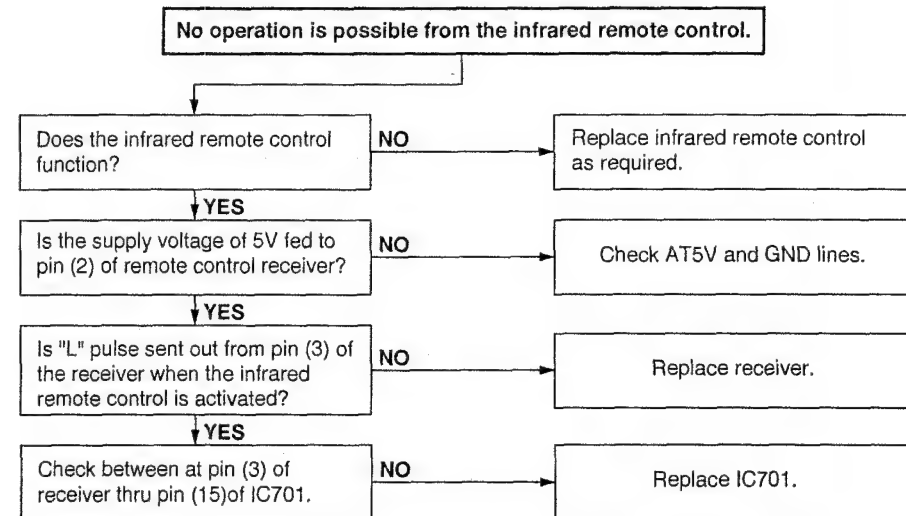 No operation is possible from the infrared remote control.
Does the infrared remote control
function?
NO
Replace infrared remote control
as required.
YES
Is the supply voltage of 5V fed to
pin (2) of remote control receiver?
NO
Check AT5V and GND lines.
YES
Is "L" pulse sent out from pin (3) of
the receiver when the infrared
remote control is activated?
NO
Replace receiver.
YES
Check between at pin (3) of
receiver thru pin (15)of IC701.
NO
Replace IC701.